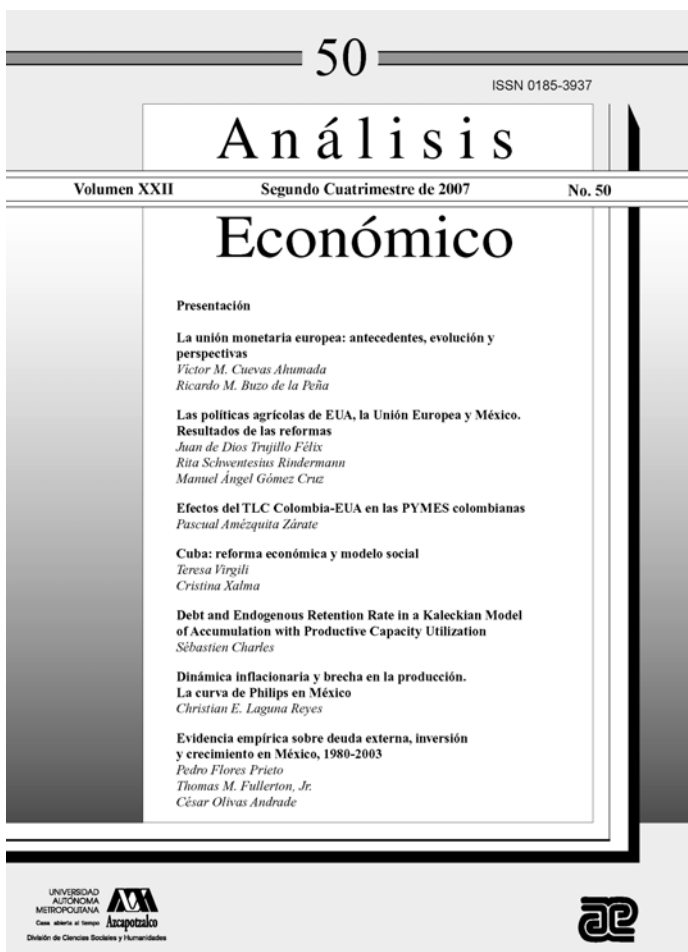 50
ISSN 0185-3937
Análisis
Volumen XXII Segundo Cuatrimestre de 2007 No. 50
Económico
Presentación
La unión monetaria europea: antecedentes, evolución y
perspectivas
Víctor M. Cuevas Ahumada
Ricardo M. Buzo de la Peña
Las políticas agrícolas de EUA, la Unión Europea y México.
Resultados de las reformas
Juan de Dios Trujillo Félix
Rita Schwentesius Rindermann
Manuel Ángel Gómez Cruz
Efectos del TLC Colombia-EUA en las PYMES colombianas
Pascual Amézquita Zárate
Cuba: reforma económica y modelo social
Teresa Virgili
Cristina Xalma
Debt and Endogenous Retention Rate in a Kaleckian Model
of Accumulation with Productive Capacity Utilization
Sébastien Charles
Dinámica inflacionaria y brecha en la producción.
La curva de Philips en México
Christian E. Laguna Reyes
Evidencia empírica sobre deuda externa, inversión
y crecimiento en México, 1980-2003
Pedro Flores Prieto
Thomas M. Fullerton, Jr.
César Olivas Andrade
UNIVERSIDAD
AUTÓNOMA
METROPOLITANA
Casa abierta al tiempo Azcapotzalco
División de Ciencias Sociales y Humanidades
ae